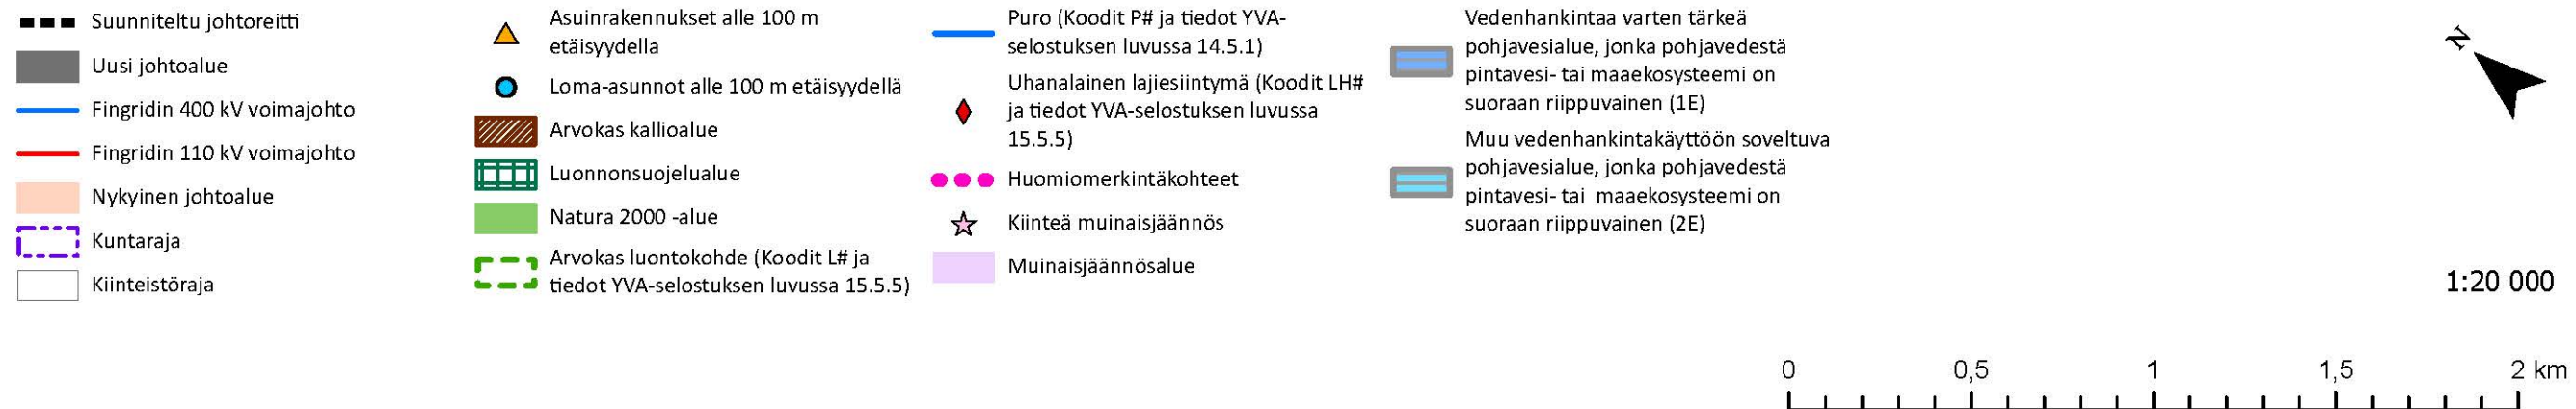 Suunniteltu johtoreitti
Uusi johtoalue
Fingridin 400 kV voimajohto
Fingridin 110 kV voimajohto
Nykyinen johtoalue
Kuntaraja
Kiinteistöraja
Asuinrakennukset alle 100 m
etäisyydella
Loma-asunnot alle 100 m etäisyydellä
Arvokas kallioalue
Luonnonsuojelualue
Natura 2000 -alue
Arvokas luontokohde (Koodit L# ja
tiedot YVA-selostuksen luvussa 15.5.5)
Puro (Koodit P# ja tiedot YVA-
selostuksen luvussa 14.5.1)
Uhanalainen lajiesiintymä (Koodit LH#
ja tiedot YVA-selostuksen luvussa
15.5.5)
Huomiomerkintäkohteet
Kiinteä muinaisjäännös
Muinaisjäännösalue
Vedenhankintaa varten tärkeä
pohjavesialue, jonka pohjavedestä
pintavesi- tai maaekosysteemi on
suoraan riippuvainen (1E)
Muu vedenhankintakäyttöön soveltuva
pohjavesialue, jonka pohjavedestä
pintavesi- tai maaekosysteemi on
suoraan riippuvainen (2E)
N
1:20 000
0 0,5 1 1,5 2 km